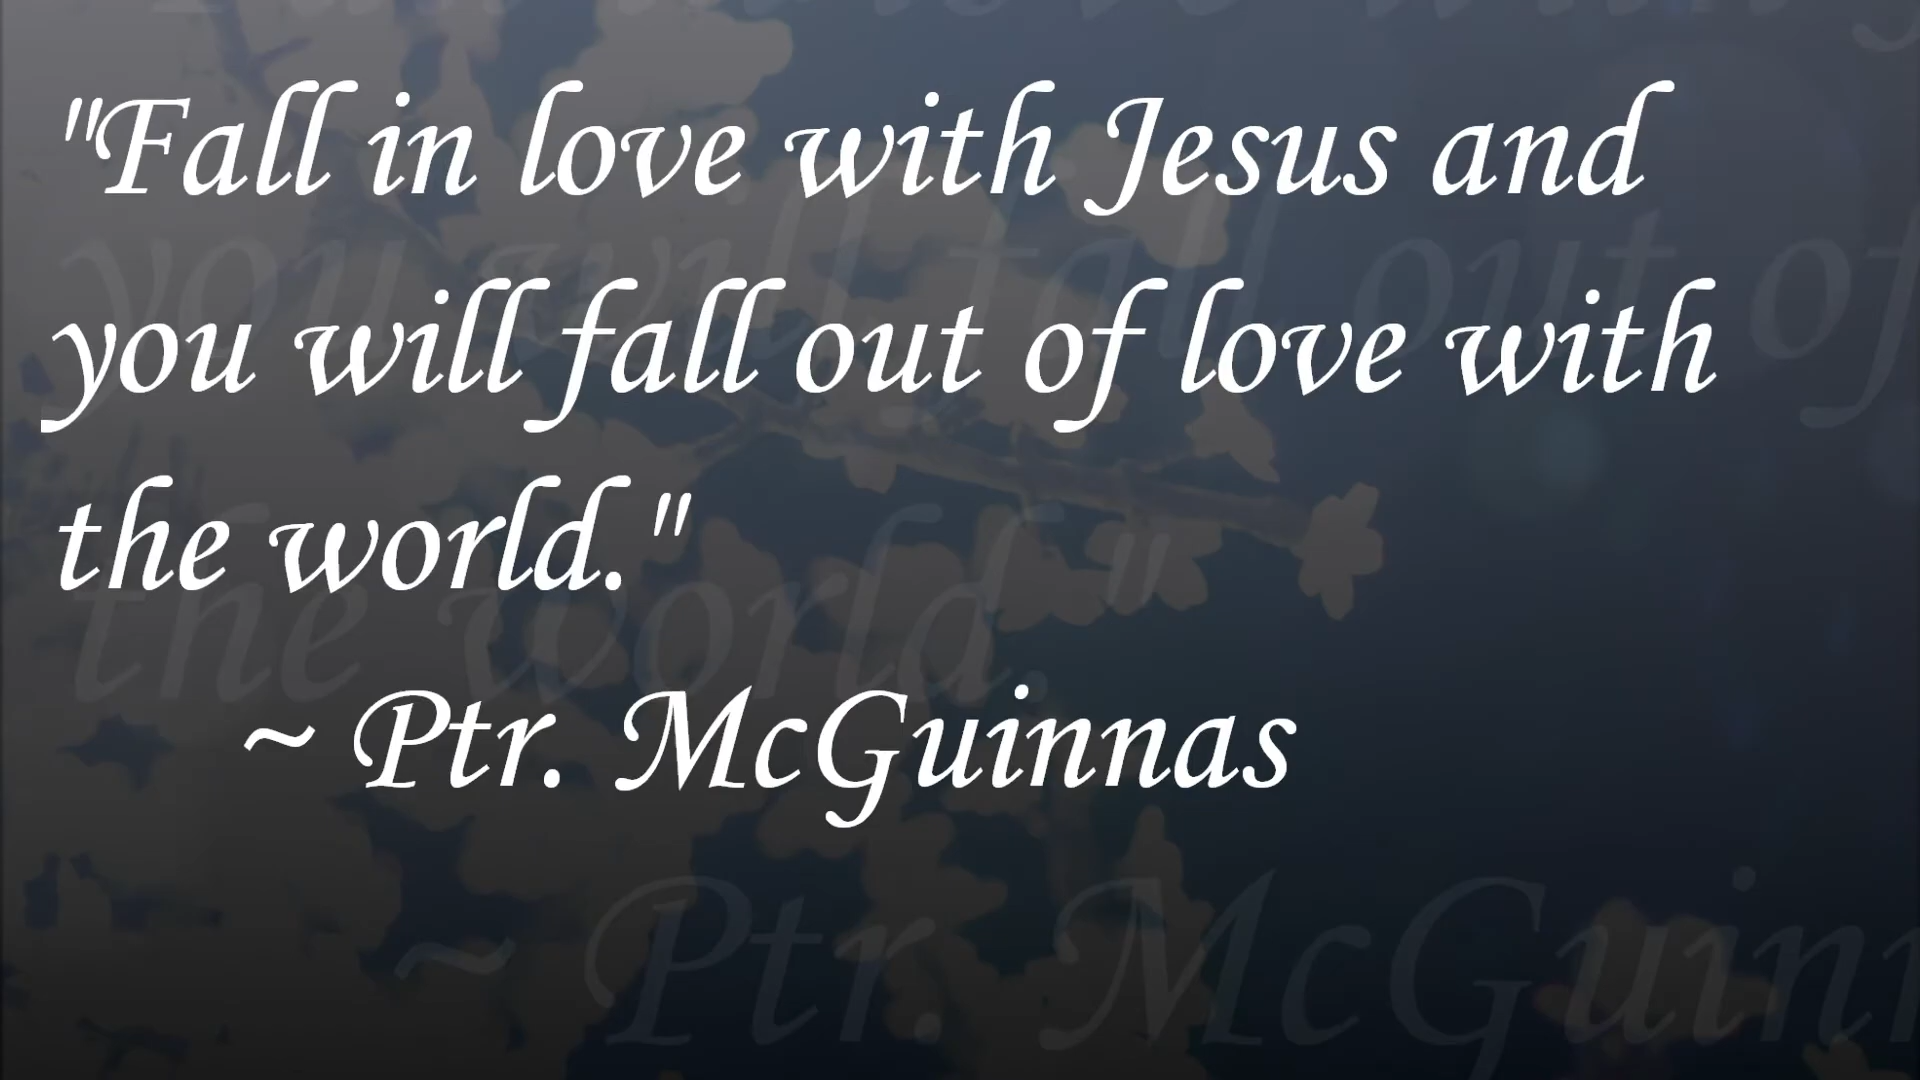 "Fall in love with Jesus and
you will fall out of love with
the world."
~ Ptr. McGuinnas